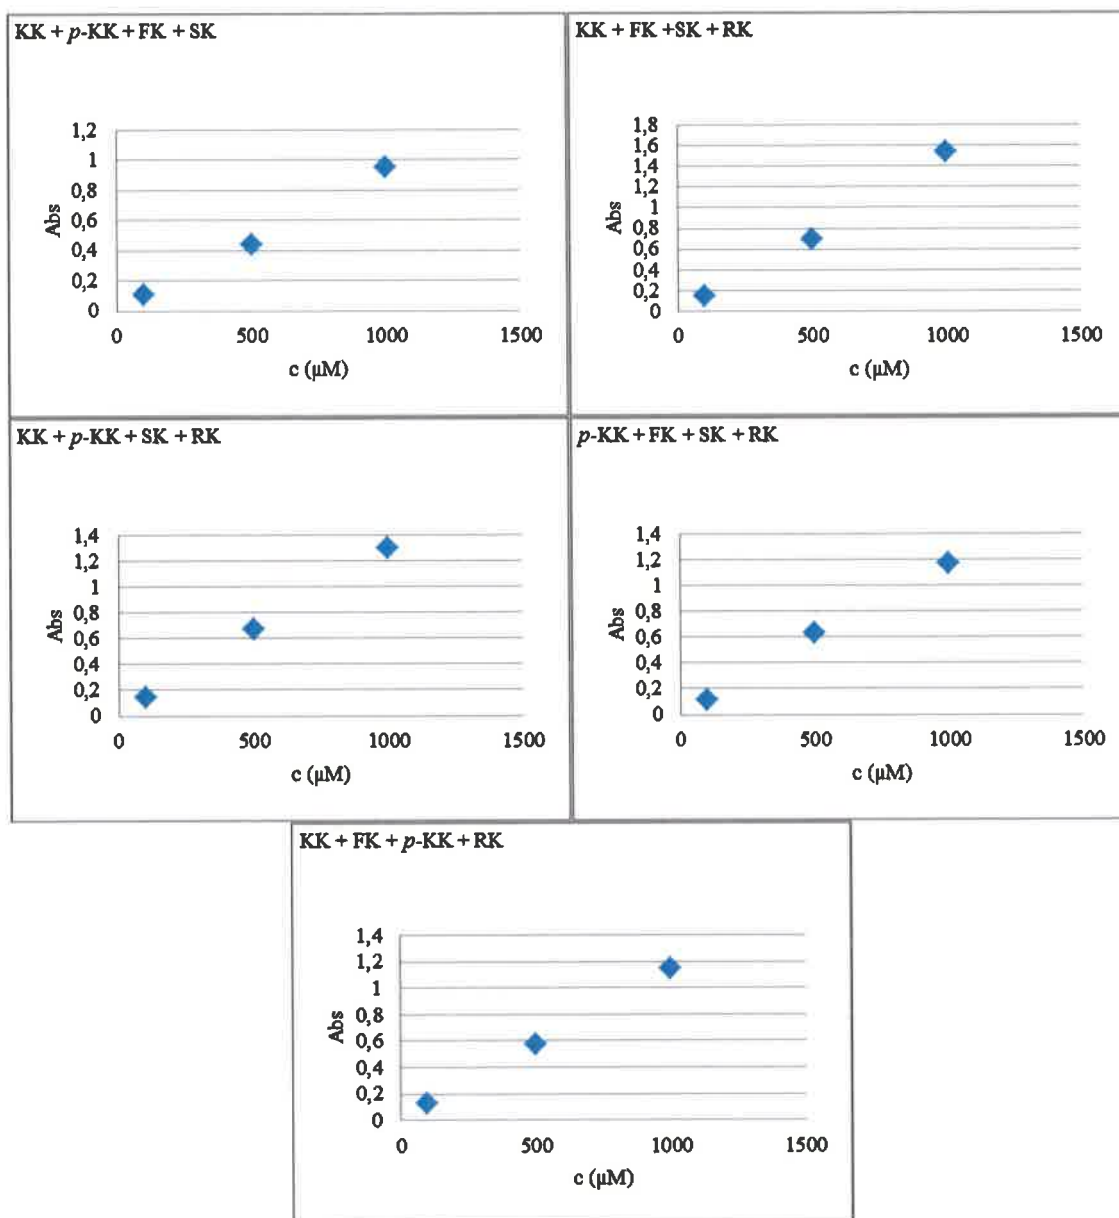 KK + p-KK + FK + SK
1,2
1
0,8
0,6
0,4
0,2
0
Abs
0 500 1000 1500
c (μM)
KK + FK +SK + RK
1,8
1,6
1,4
1,2
1
0,8
0,6
0,4
0,2
0
Abs
0 500 1000 1500
c (μM)
KK + p-KK + SK + RK
1,4
1,2
1
0,8
0,6
0,4
0,2
0
Abs
0 500 1000 1500
c (μM)
p-KK + FK + SK + RK
1,4
1,2
1
0,8
0,6
0,4
0,2
0
Abs
0 500 1000 1500
c (μM)
KK + FK + p-KK + RK
1,4
1,2
1
0,8
0,6
0,4
0,2
0
Abs
0 500 1000 1500
c (μM)